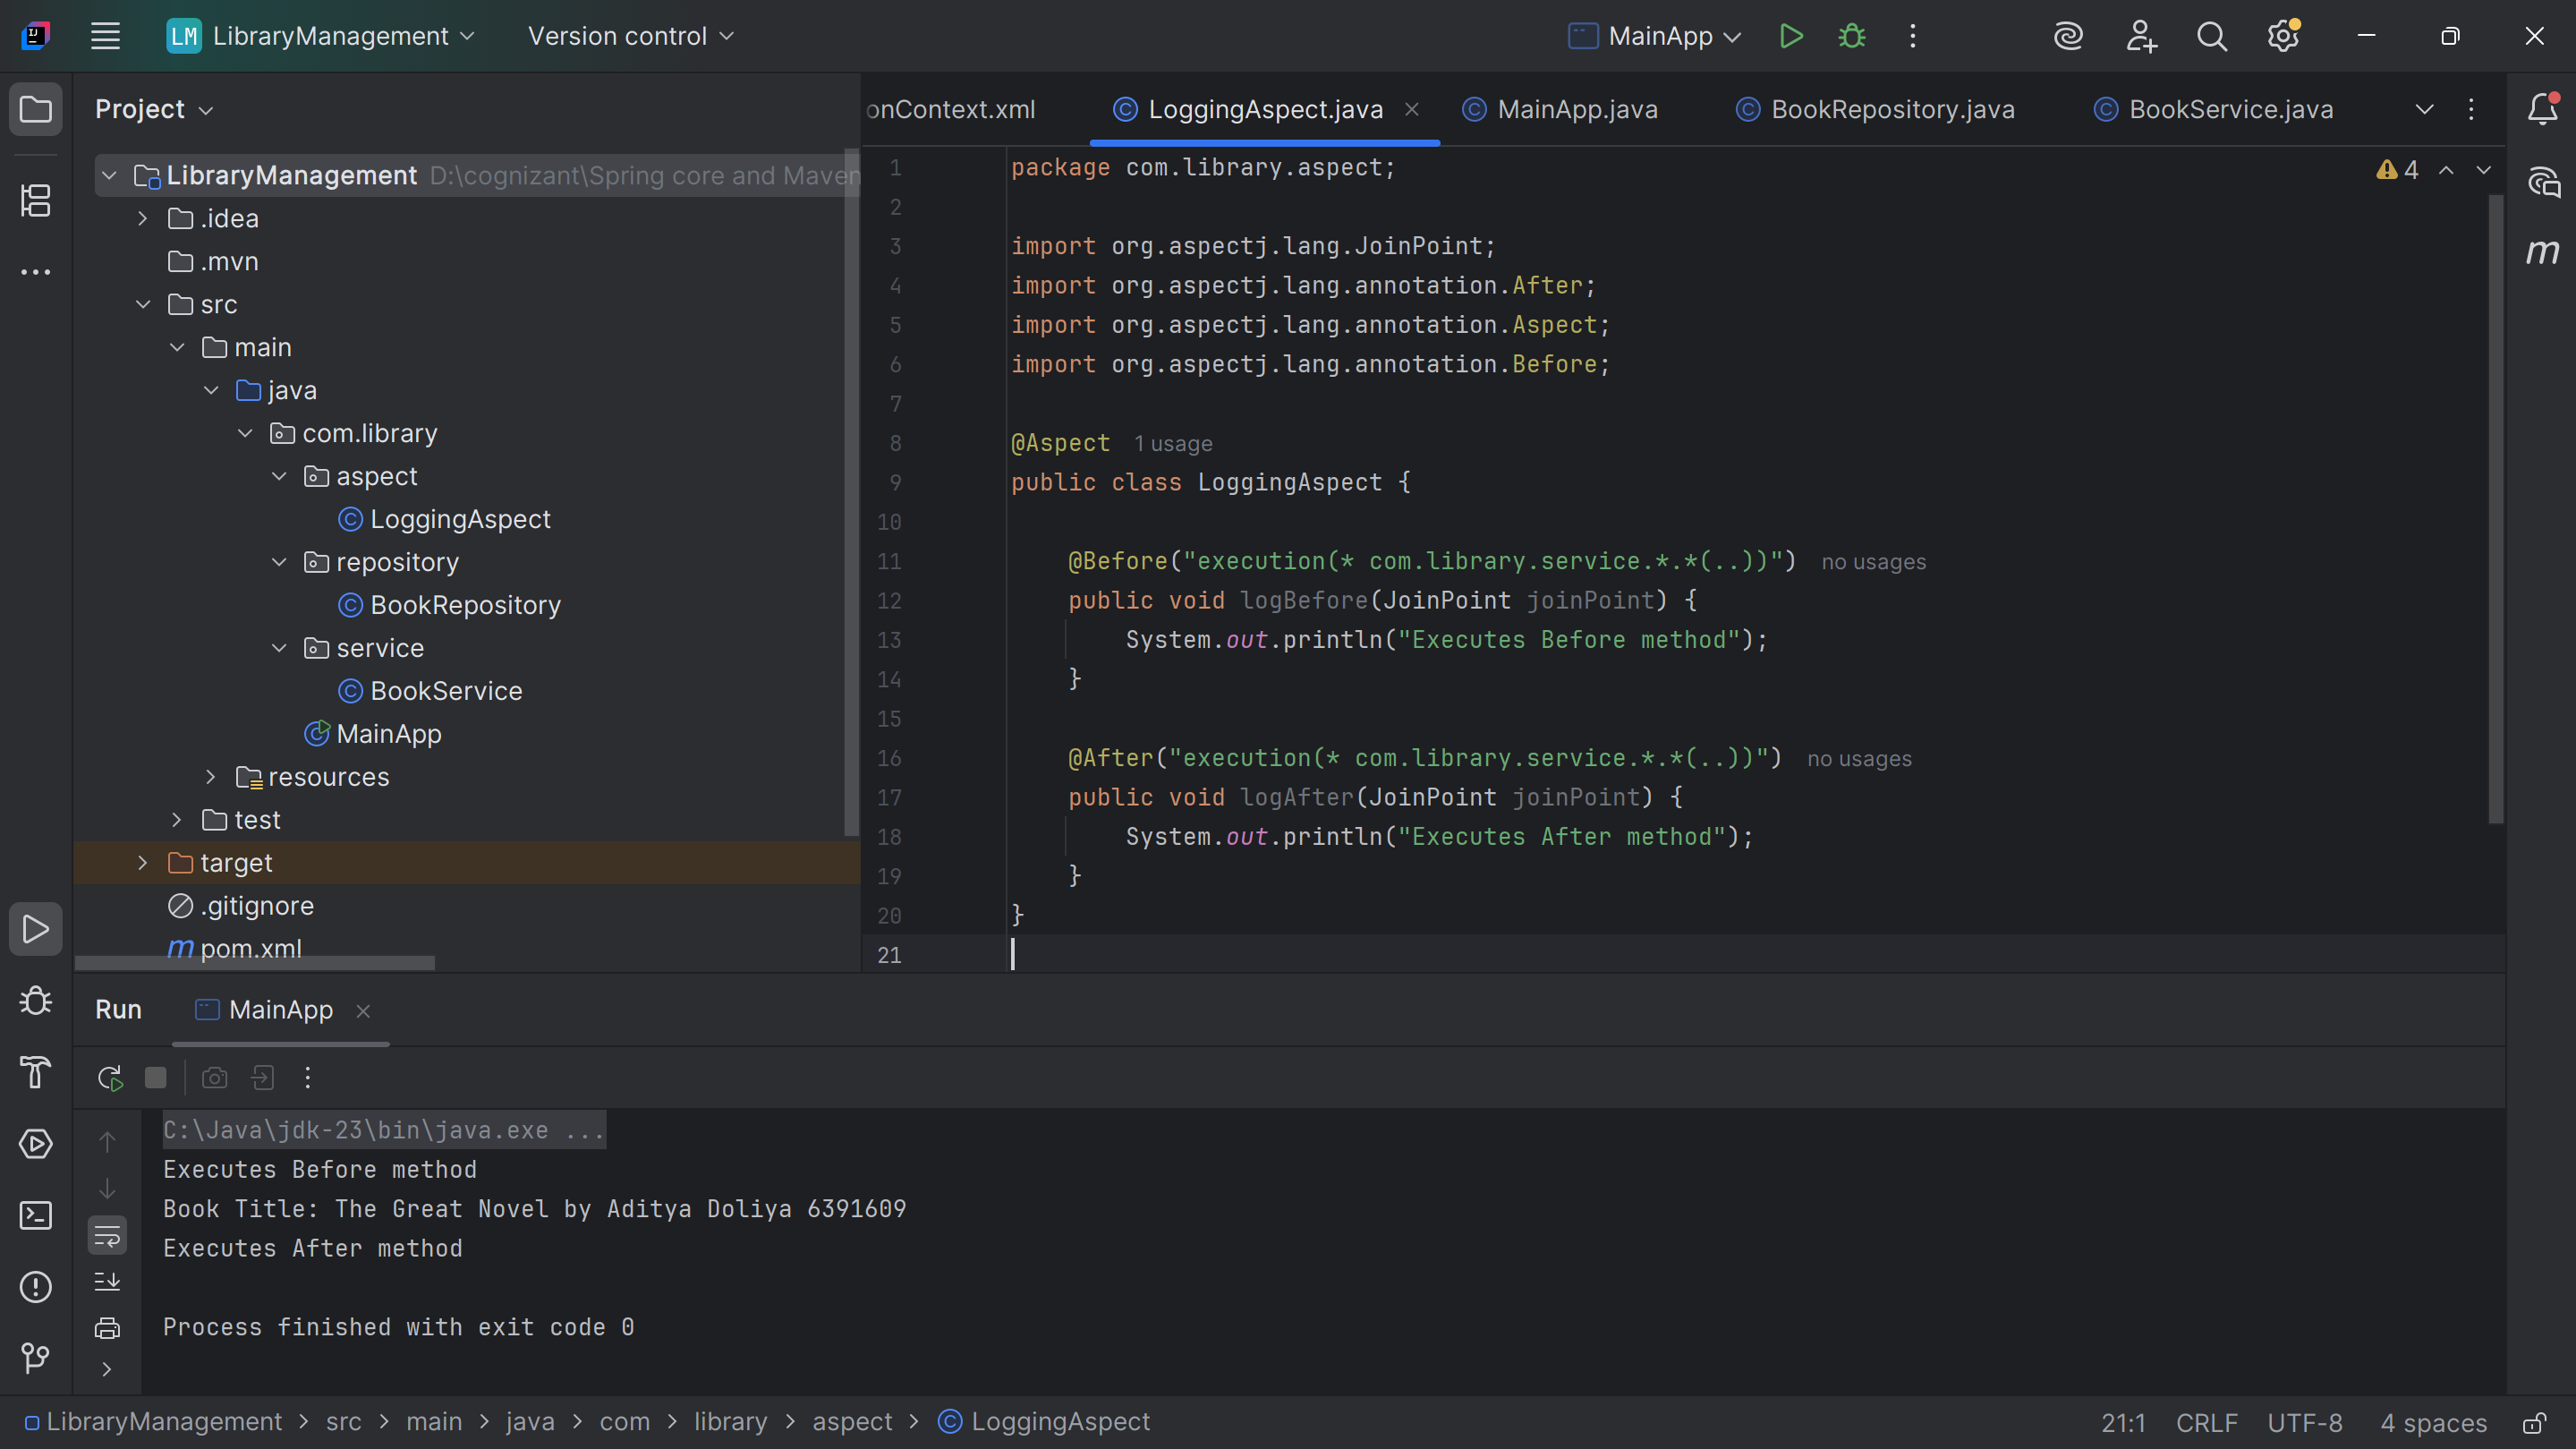 LM LibraryManagement Version control MainApp
Project
onContext.xml LoggingAspect.java MainApp.java BookRepository.java BookService.java
LibraryManagement D:\cognizant\Spring core and Maven
.idea
.mvn
src
main
java
com.library
aspect
LoggingAspect
repository
BookRepository
service
BookService
MainApp
resources
test
target
.gitignore
m pom.xml
4
m
1 package com.library.aspect;
2
3 import org.aspectj.lang.JoinPoint;
4 import org.aspectj.lang.annotation.After;
5 import org.aspectj.lang.annotation.Aspect;
6 import org.aspectj.lang.annotation.Before;
7
8 @Aspect 1 usage
9 public class LoggingAspect {
10
11 @Before("execution(* com.library.service.*.*(..))") no usages
12 public void logBefore(JoinPoint joinPoint) {
13 System.out.println("Executes Before method");
14 }
15
16 @After("execution(* com.library.service.*.*(..))") no usages
17 public void logAfter(JoinPoint joinPoint) {
18 System.out.println("Executes After method");
19 }
20 }
21
Run MainApp
C:\Java\jdk-23\bin\java.exe ...
Executes Before method
Book Title: The Great Novel by Aditya Doliya 6391609
Executes After method
Process finished with exit code 0
LibraryManagement > src > main > java > com > library > aspect > LoggingAspect 21:1 CRLF UTF-8 4 spaces